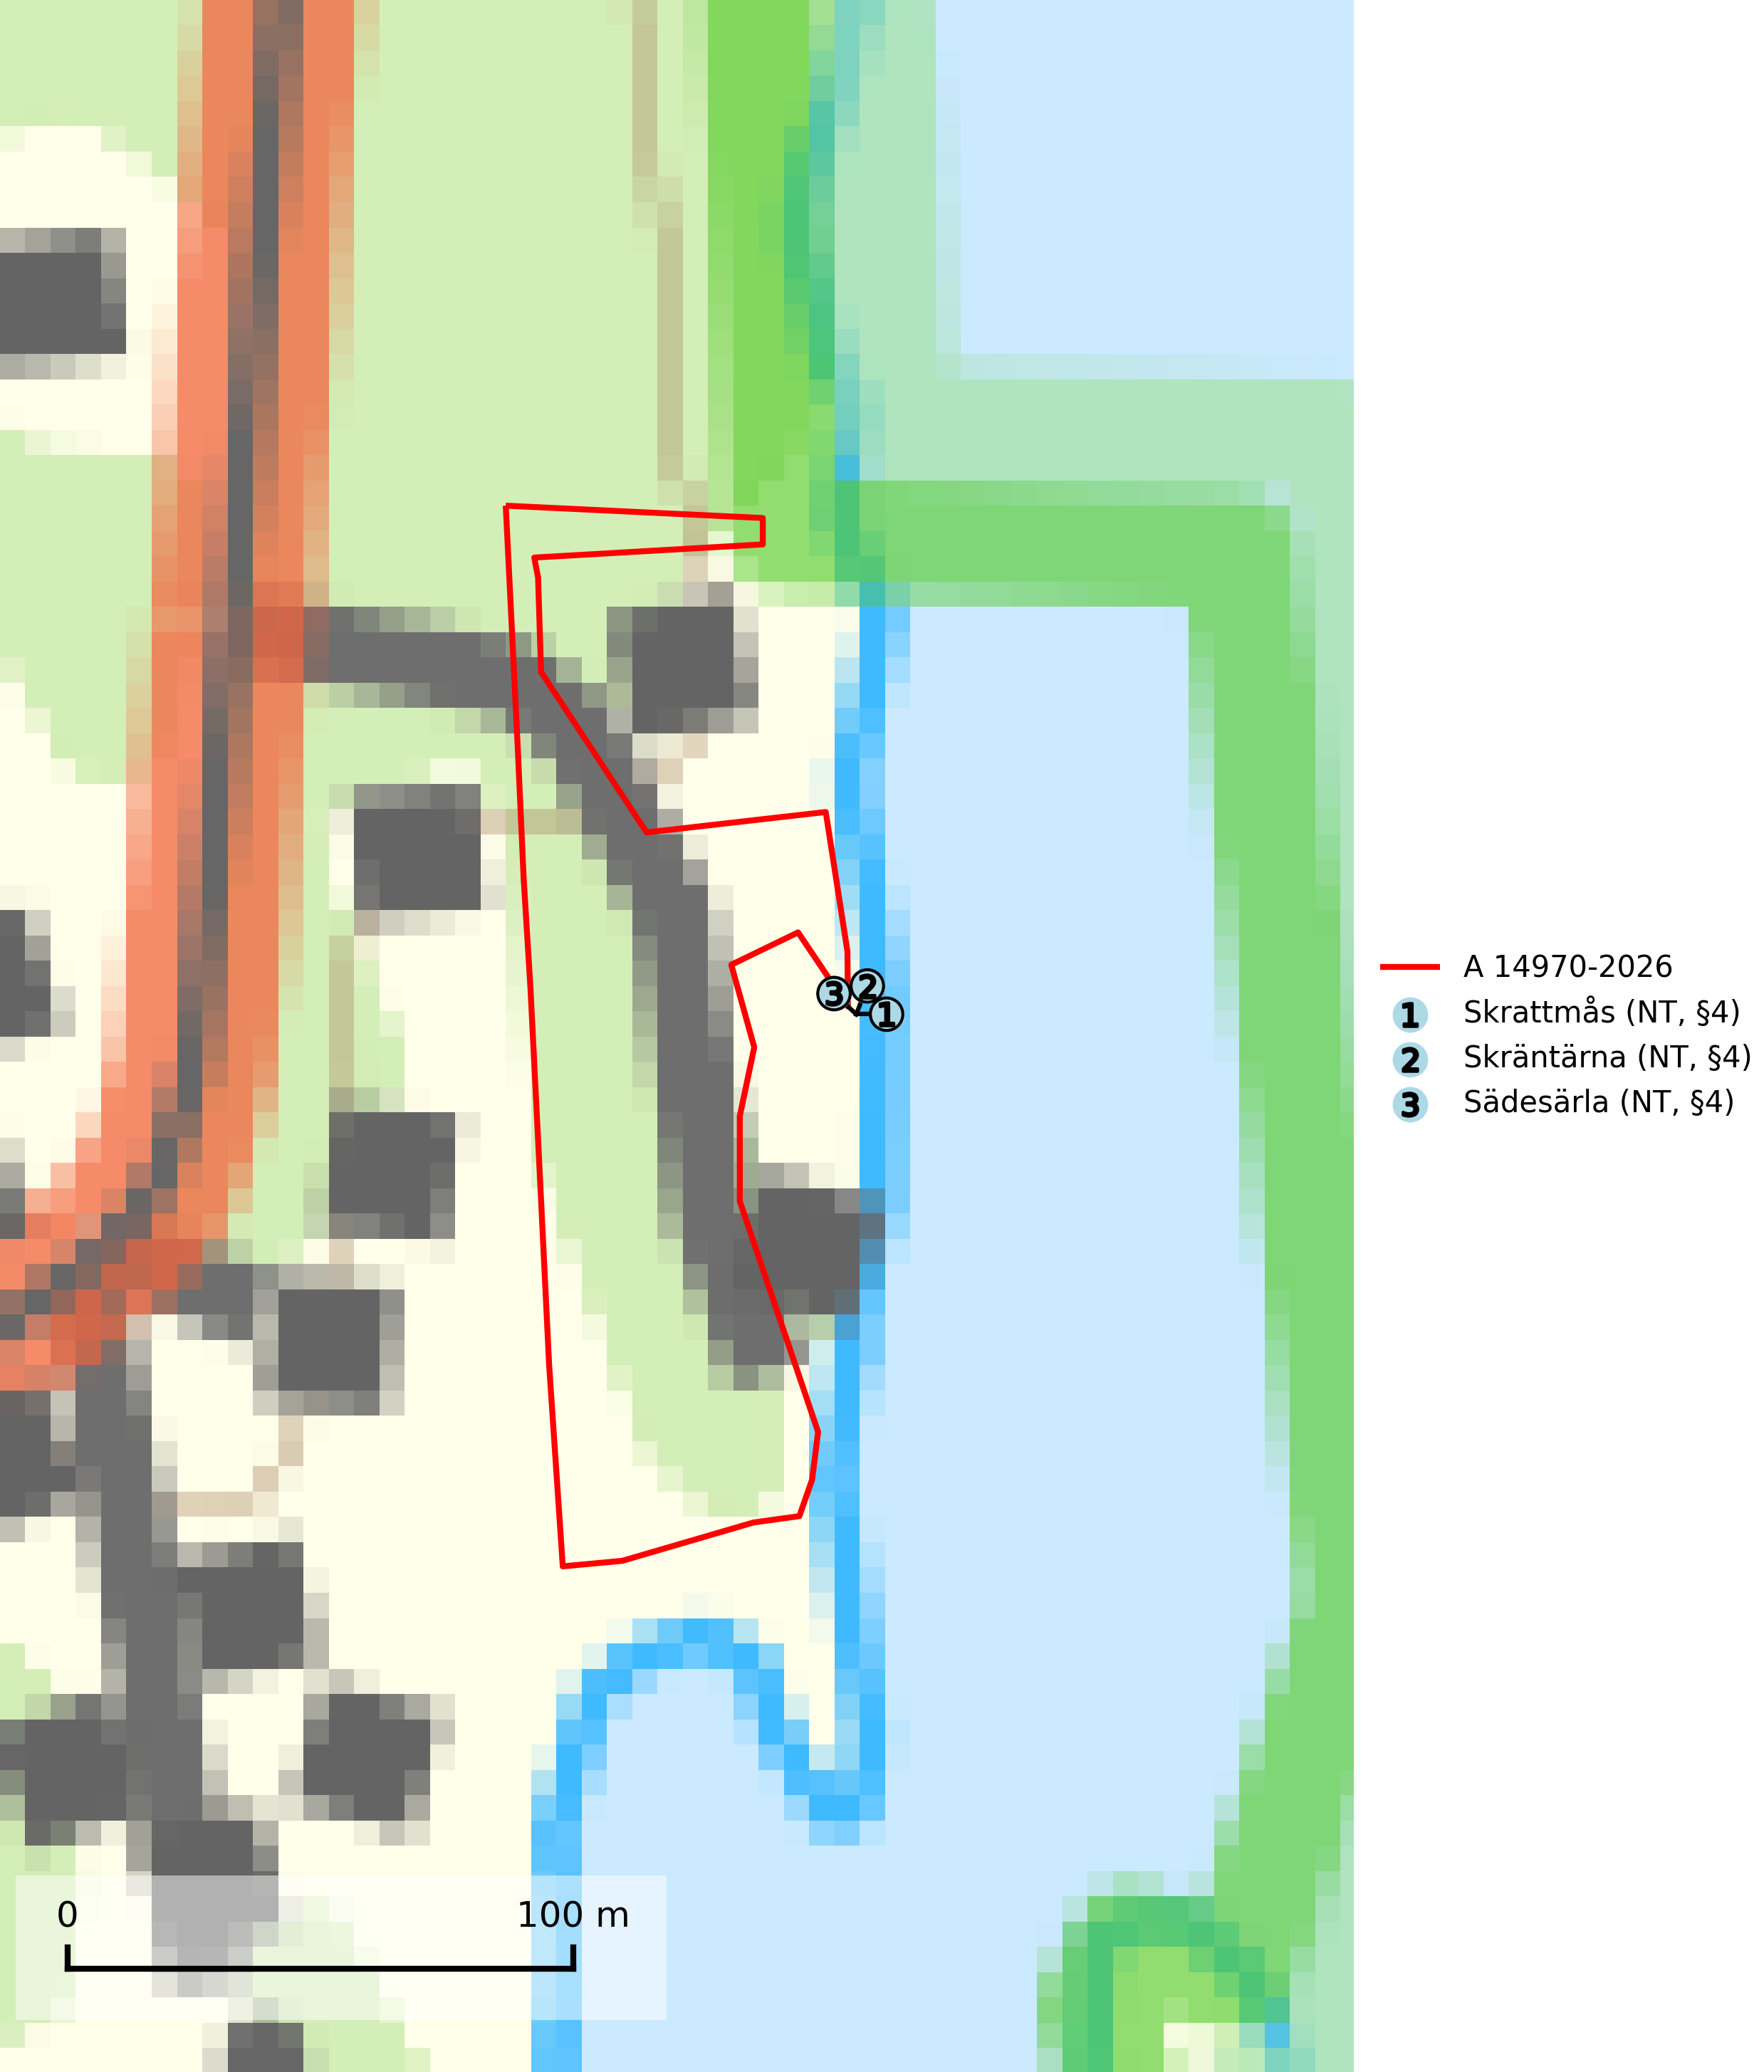 A 14970-2026
1 Skrattmås (NT, §4)
2 Skräntärna (NT, §4)
3 Sädesärla (NT, §4)
3 2 1
0 100 m